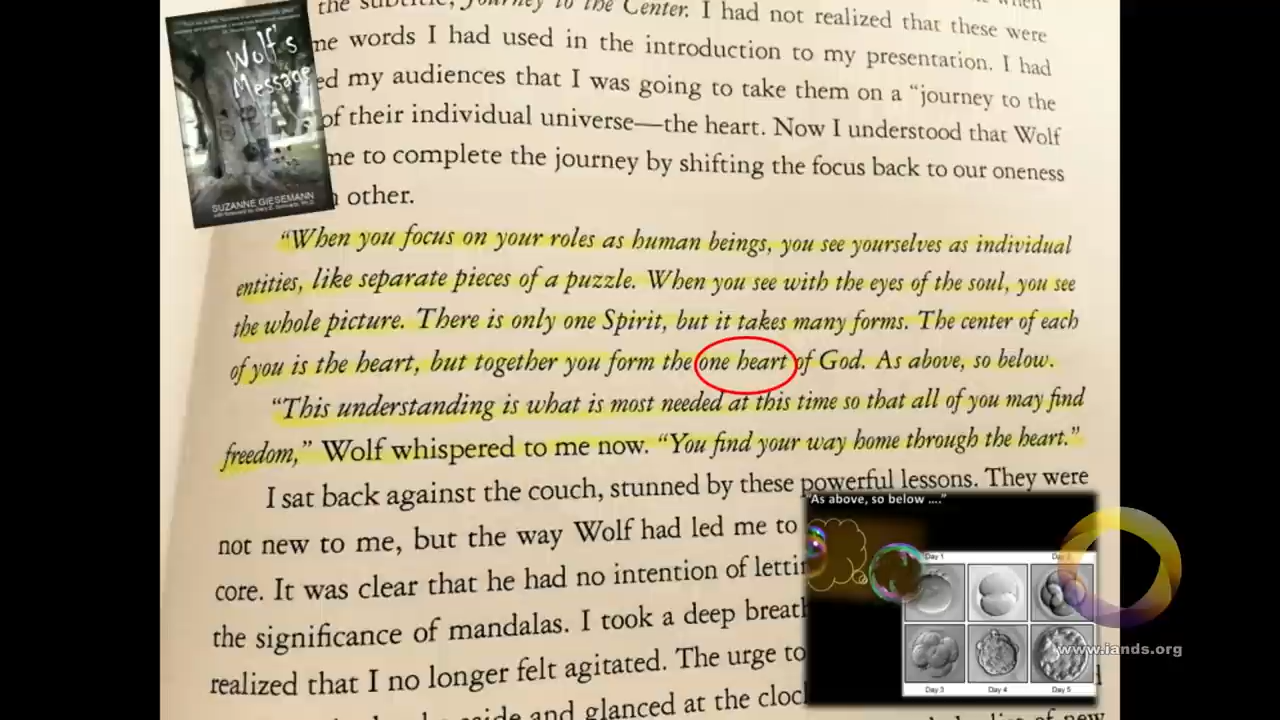 the subtitle, Journey to the Center. I had not realized that these were
me words I had used in the introduction to my presentation. I had
ed my audiences that I was going to take them on a "journey to the
of their individual universe—the heart. Now I understood that Wolf
me to complete the journey by shifting the focus back to our oneness
other.
"When you focus on your roles as human beings, you see yourselves as individual
entities, like separate pieces of a puzzle. When you see with the eyes of the soul, you see
the whole picture. There is only one Spirit, but it takes many forms. The center of each
of you is the heart, but together you form the one heart of God. As above, so below.
"This understanding is what is most needed at this time so that all of you may find
freedom," Wolf whispered to me now. "You find your way home through the heart."
I sat back against the couch, stunned by these powerful lessons. They were
not new to me, but the way Wolf had led me to
core. It was clear that he had no intention of lettin
the significance of mandalas. I took a deep breath
realized that I no longer felt agitated. The urge to
and glanced at the cloc
of new
Wolf's
Message
SUZANNE GIESEMANN
"As above, so below ...."
Day 1
Day 3
Day 4
Day 5
www.iands.org